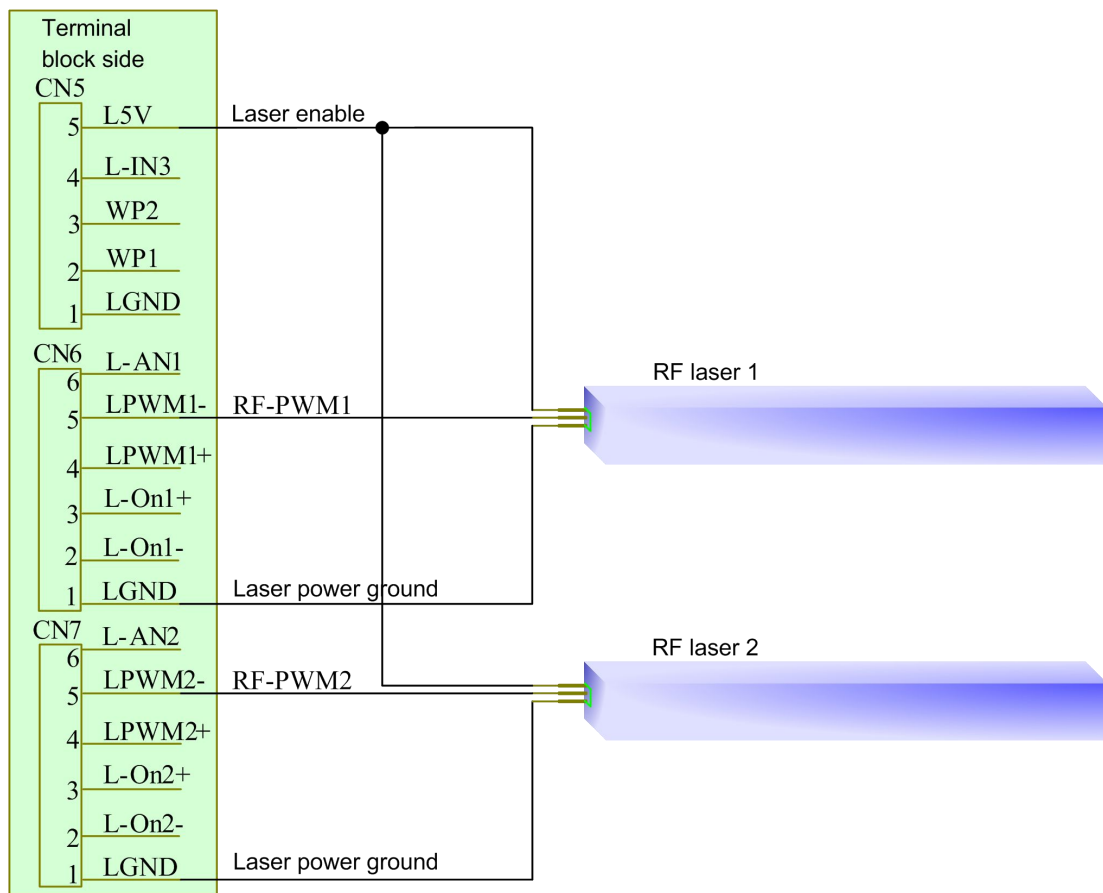 Terminal
block side
CN5
5 L5V Laser enable
4 L-IN3
3 WP2
2 WP1
1 LGND
CN6
6 L-AN1
RF laser 1
5 LPWM1- RF-PWM1
4 LPWM1+
3 L-On1+
2 L-On1-
1 LGND Laser power ground
CN7
6 L-AN2
RF laser 2
5 LPWM2- RF-PWM2
4 LPWM2+
3 L-On2+
2 L-On2-
1 LGND Laser power ground